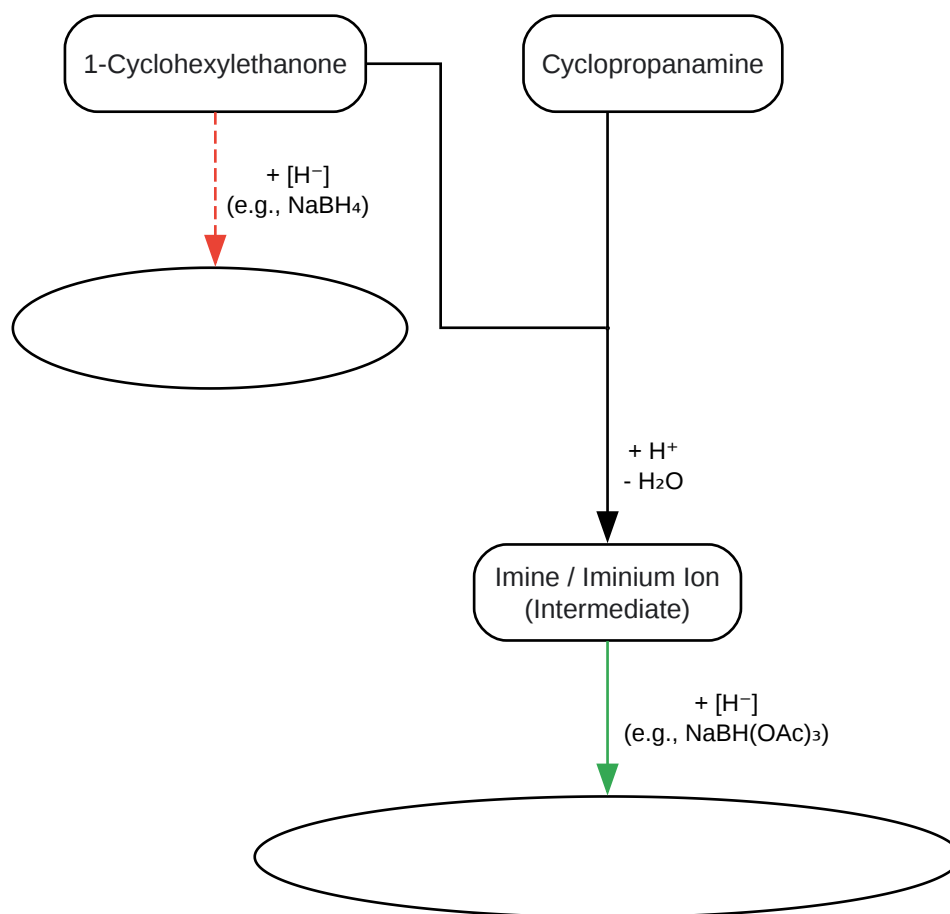 1-Cyclohexylethanone
Cyclopropanamine
+ [H⁻]
(e.g., NaBH₄)
+ H⁺
- H₂O
Imine / Iminium Ion
(Intermediate)
+ [H⁻]
(e.g., NaBH(OAc)₃)